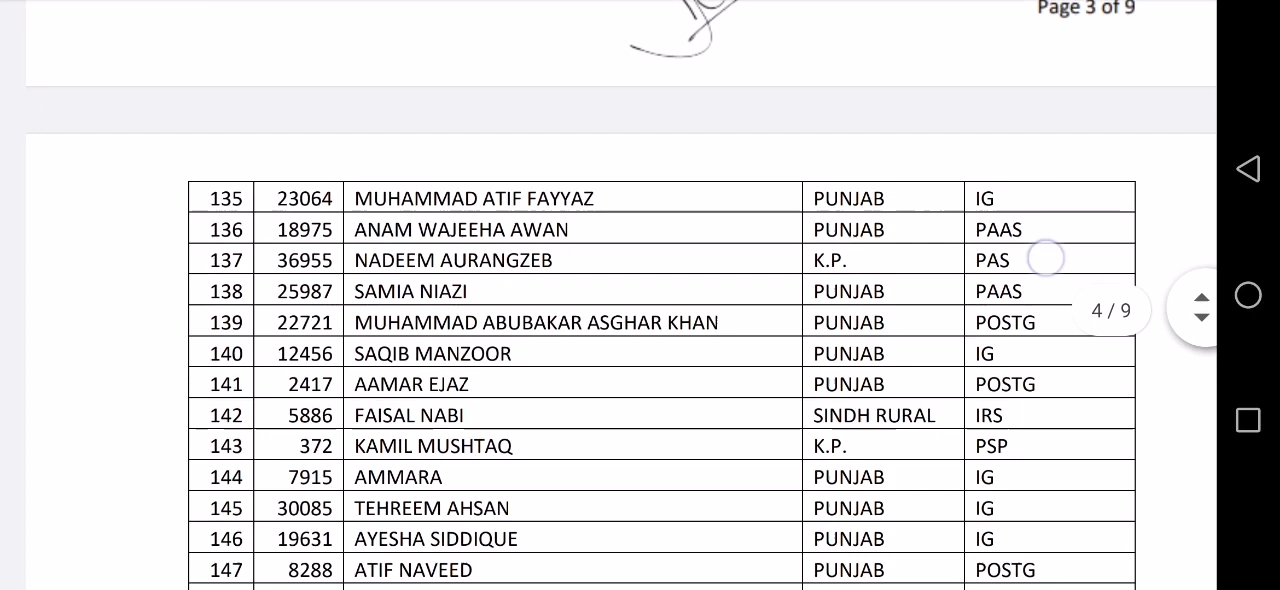 Page 3 of 9
135 23064 MUHAMMAD ATIF FAYYAZ PUNJAB IG
136 18975 ANAM WAJEEHA AWAN PUNJAB PAAS
137 36955 NADEEM AURANGZEB K.P. PAS
138 25987 SAMIA NIAZI PUNJAB PAAS
139 22721 MUHAMMAD ABUBAKAR ASGHAR KHAN PUNJAB POSTG
4 / 9
140 12456 SAQIB MANZOOR PUNJAB IG
141 2417 AAMAR EJAZ PUNJAB POSTG
142 5886 FAISAL NABI SINDH RURAL IRS
143 372 KAMIL MUSHTAQ K.P. PSP
144 7915 AMMARA PUNJAB IG
145 30085 TEHREEM AHSAN PUNJAB IG
146 19631 AYESHA SIDDIQUE PUNJAB IG
147 8288 ATIF NAVEED PUNJAB POSTG